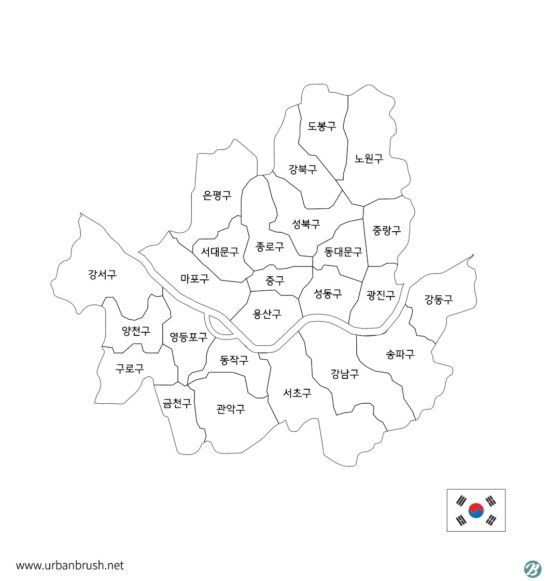 도봉구
노원구
강북구
은평구
성북구
중랑구
서대문구
종로구
동대문구
마포구
중구
성동구
광진구
강서구
강동구
용산구
양천구
영등포구
동작구
송파구
구로구
강남구
서초구
금천구
관악구
www.urbanbrush.net
B